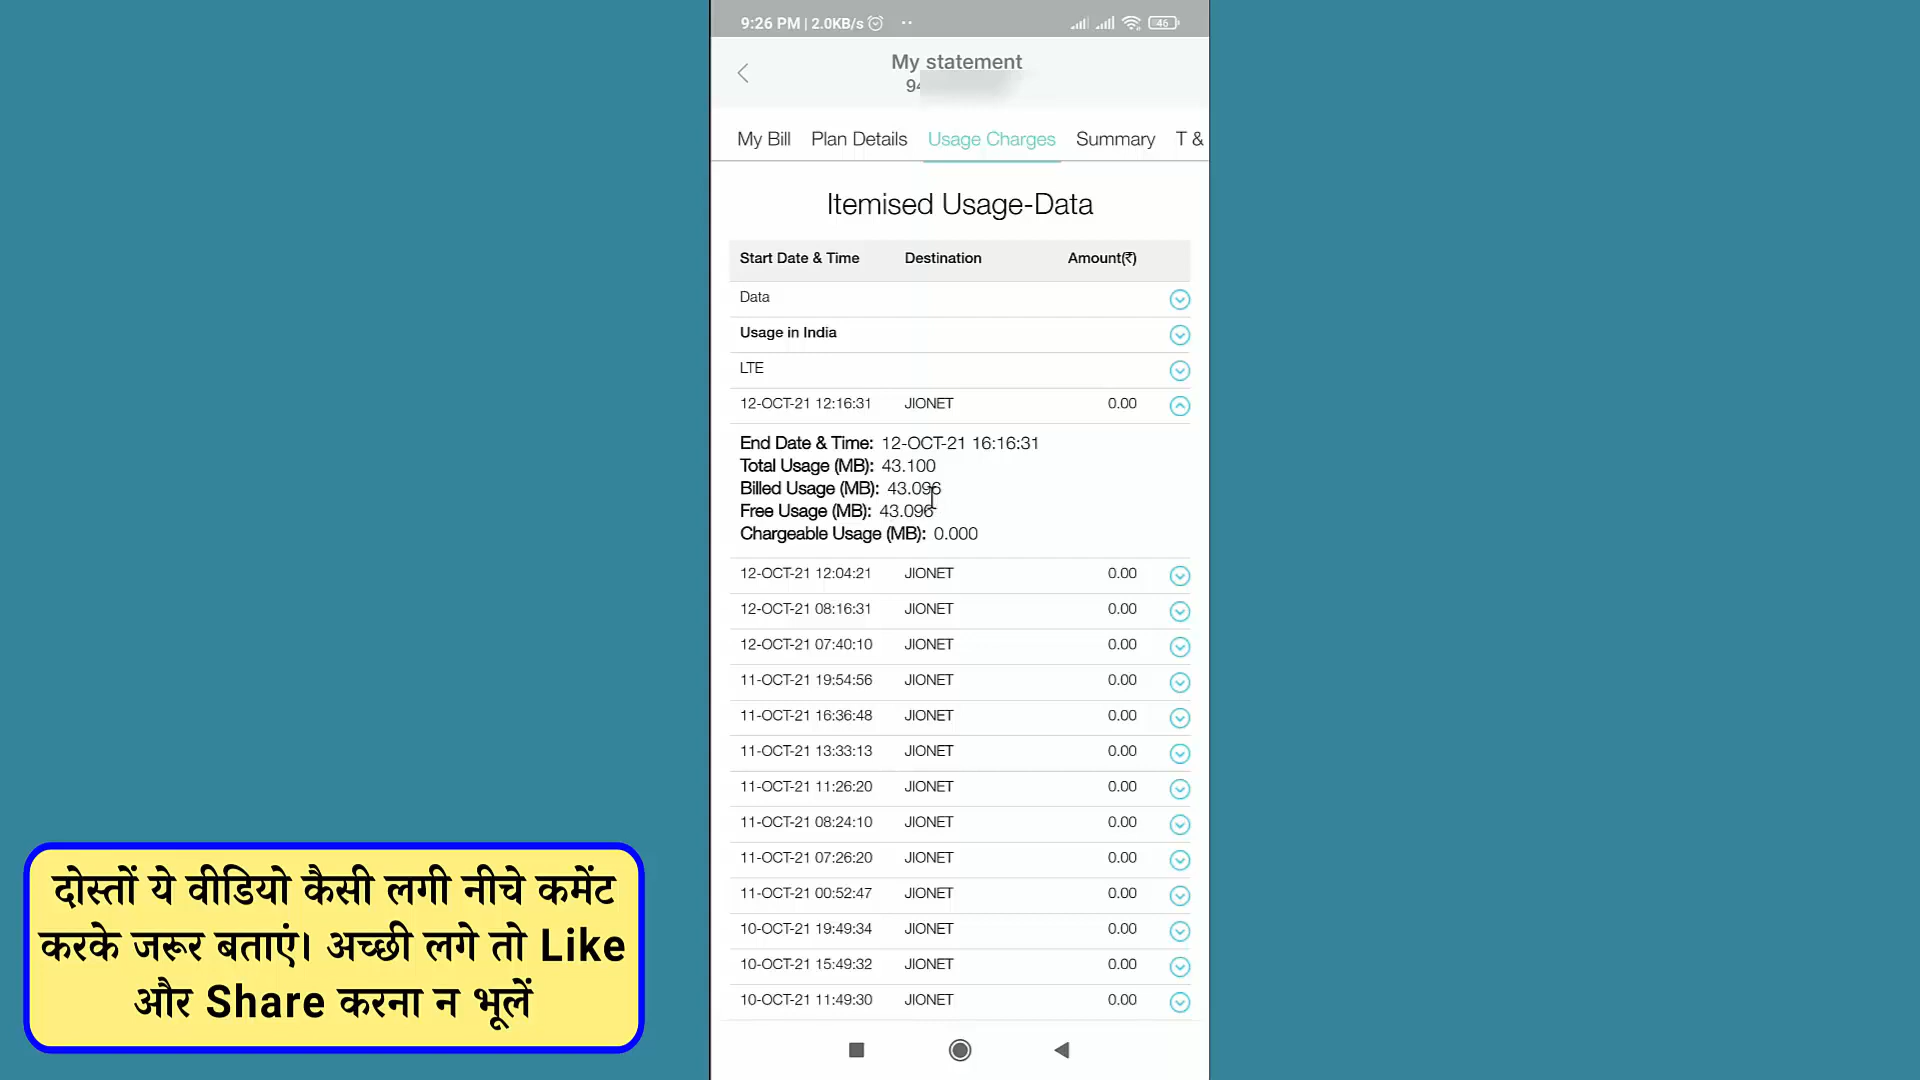 9:26 PM | 2.0KB/s
46
My statement
94
My Bill Plan Details Usage Charges Summary T &
Itemised Usage-Data
Start Date & Time Destination Amount(₹)
Data
Usage in India
LTE
12-OCT-21 12:16:31 JIONET 0.00
End Date & Time: 12-OCT-21 16:16:31
Total Usage (MB): 43.100
Billed Usage (MB): 43.096
Free Usage (MB): 43.096
Chargeable Usage (MB): 0.000
12-OCT-21 12:04:21 JIONET 0.00
12-OCT-21 08:16:31 JIONET 0.00
12-OCT-21 07:40:10 JIONET 0.00
11-OCT-21 19:54:56 JIONET 0.00
11-OCT-21 16:36:48 JIONET 0.00
11-OCT-21 13:33:13 JIONET 0.00
11-OCT-21 11:26:20 JIONET 0.00
11-OCT-21 08:24:10 JIONET 0.00
11-OCT-21 07:26:20 JIONET 0.00
11-OCT-21 00:52:47 JIONET 0.00
10-OCT-21 19:49:34 JIONET 0.00
10-OCT-21 15:49:32 JIONET 0.00
10-OCT-21 11:49:30 JIONET 0.00
दोस्तों ये वीडियो कैसी लगी नीचे कमेंट
करके जरूर बताएं। अच्छी लगे तो Like
और Share करना न भूलें